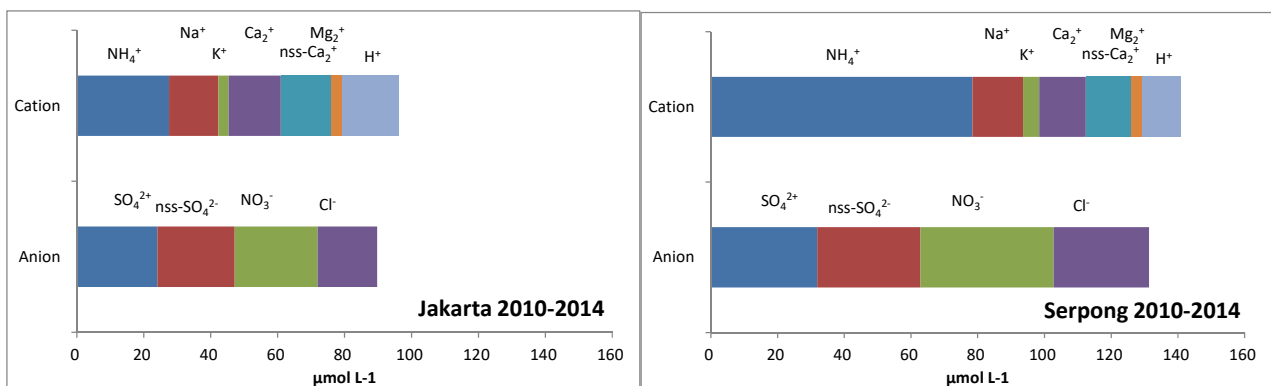 Na⁺ Ca₂⁺ Mg₂⁺
NH₄⁺ K⁺ nss-Ca₂⁺ H⁺
Cation
SO₄²⁺ nss-SO₄²⁻ NO₃⁻ Cl⁻
Anion
Jakarta 2010-2014
0 20 40 60 80 100 120 140 160
µmol L-1
Na⁺ Ca₂⁺ Mg₂⁺
NH₄⁺ K⁺ nss-Ca₂⁺ H⁺
Cation
SO₄²⁺ nss-SO₄²⁻ NO₃⁻ Cl⁻
Anion
Serpong 2010-2014
0 20 40 60 80 100 120 140 160
µmol L-1